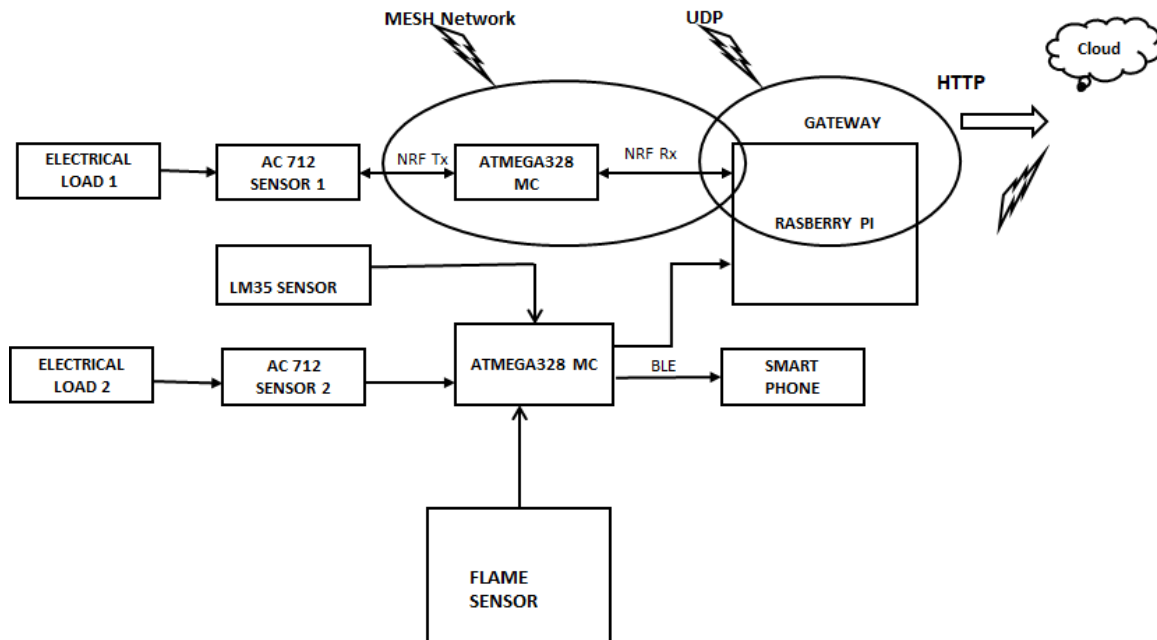 MESH Network
UDP
Cloud
HTTP
GATEWAY
ELECTRICAL
LOAD 1
AC 712
SENSOR 1
NRF Tx
ATMEGA328
MC
NRF Rx
RASBERRY PI
LM35 SENSOR
ELECTRICAL
LOAD 2
AC 712
SENSOR 2
ATMEGA328 MC
BLE
SMART
PHONE
FLAME
SENSOR